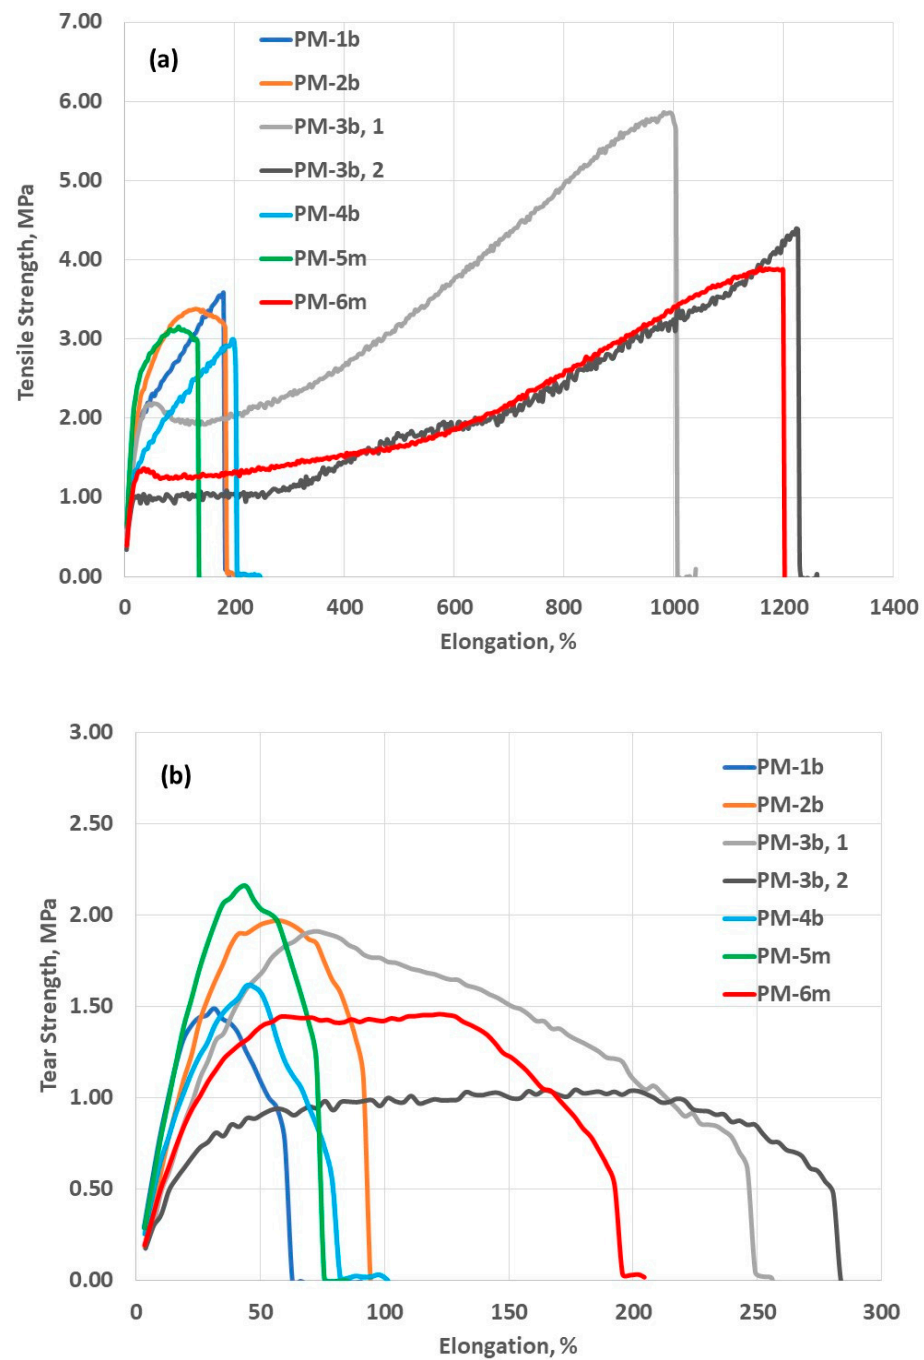 7.00
(a)
PM-1b
PM-2b
6.00
PM-3b, 1
PM-3b, 2
5.00
PM-4b
4.00
PM-5m
PM-6m
3.00
2.00
1.00
0.00
Tensile Strength, MPa
0 200 400 600 800 1000 1200 1400
Elongation, %
3.00
(b)
PM-1b
PM-2b
2.50
PM-3b, 1
PM-3b, 2
2.00
PM-4b
PM-5m
PM-6m
1.50
1.00
0.50
0.00
Tear Strength, MPa
0 50 100 150 200 250 300
Elongation, %